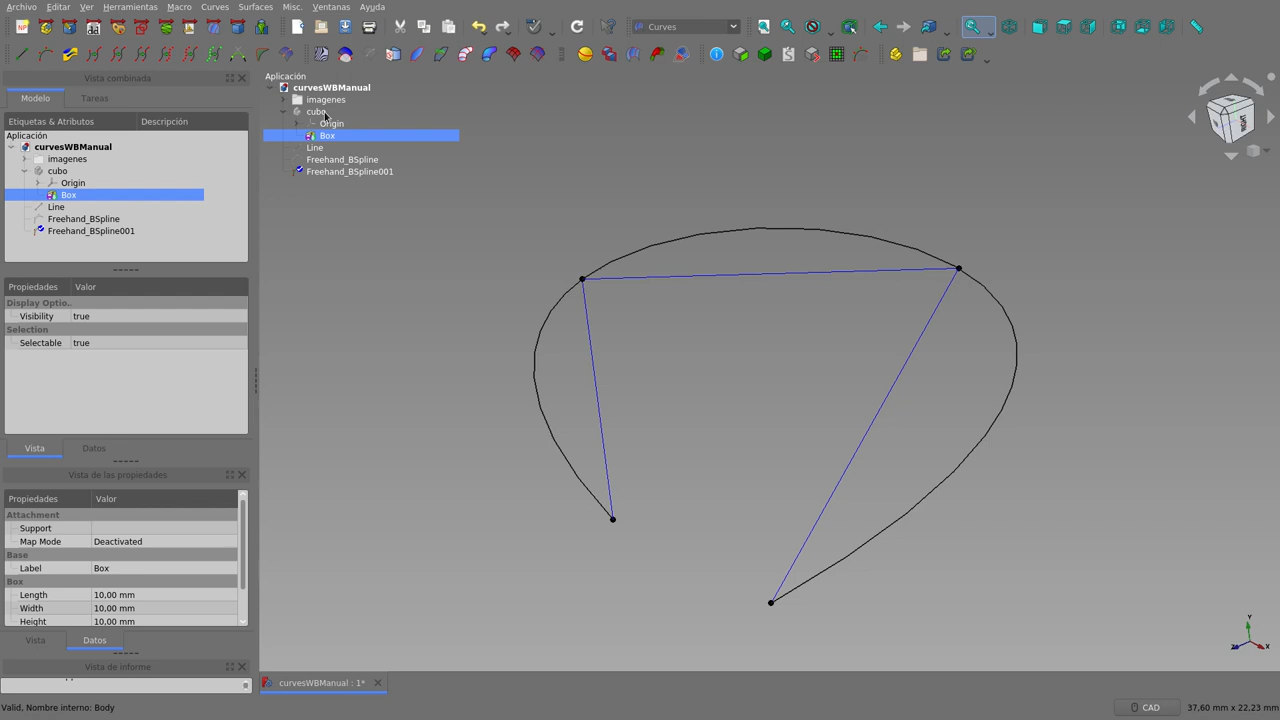 Archivo Editar Ver Herramientas Macro Curves Surfaces Misc. Ventanas Ayuda
Curves
Vista combinada
Modelo Tareas
Etiquetas & Atributos Descripción
Aplicación
curvesWBManual
imagenes
cubo
Origin
Box
Line
Freehand_BSpline
Freehand_BSpline001
Propiedades Valor
Display Optio..
Visibility true
Selection
Selectable true
Vista Datos
Vista de las propiedades
Propiedades Valor
Attachment
Support
Map Mode Deactivated
Base
Label Box
Box
Length 10,00 mm
Width 10,00 mm
Height 10,00 mm
Vista Datos
Vista de informe
Aplicación
curvesWBManual
imagenes
cubo
Origin
Box
Line
Freehand_BSpline
Freehand_BSpline001
Y
Z X
curvesWBManual : 1*
Valid, Nombre interno: Body
CAD
37,60 mm x 22,23 mm